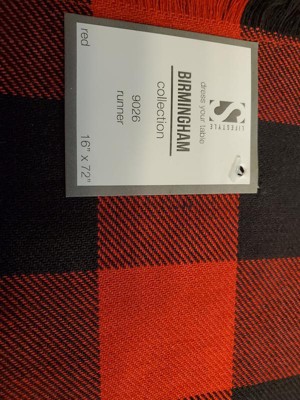 S
LIFESTYLE
dress your table
BIRMINGHAM
collection
9026
runner
red
16" x 72"